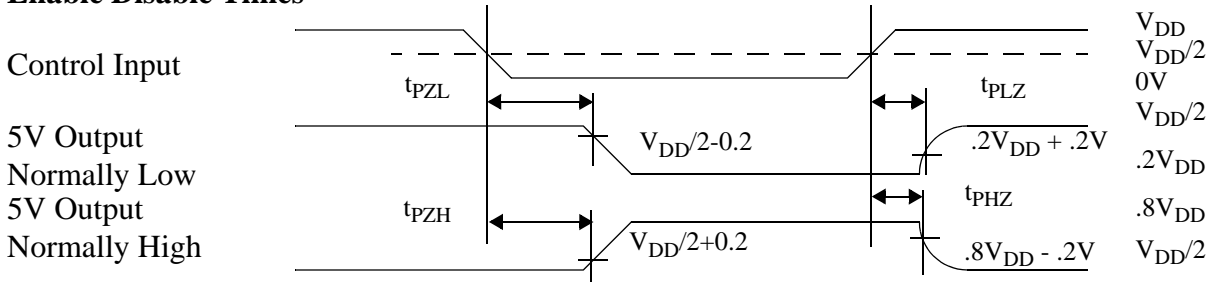 Enable Disable Times
V_DD
V_DD/2
Control Input
0V
t_PZL
t_PLZ
V_DD/2
5V Output
V_DD/2-0.2
.2V_DD + .2V
.2V_DD
Normally Low
t_PHZ
5V Output
t_PZH
.8V_DD
Normally High
V_DD/2+0.2
.8V_DD - .2V
V_DD/2